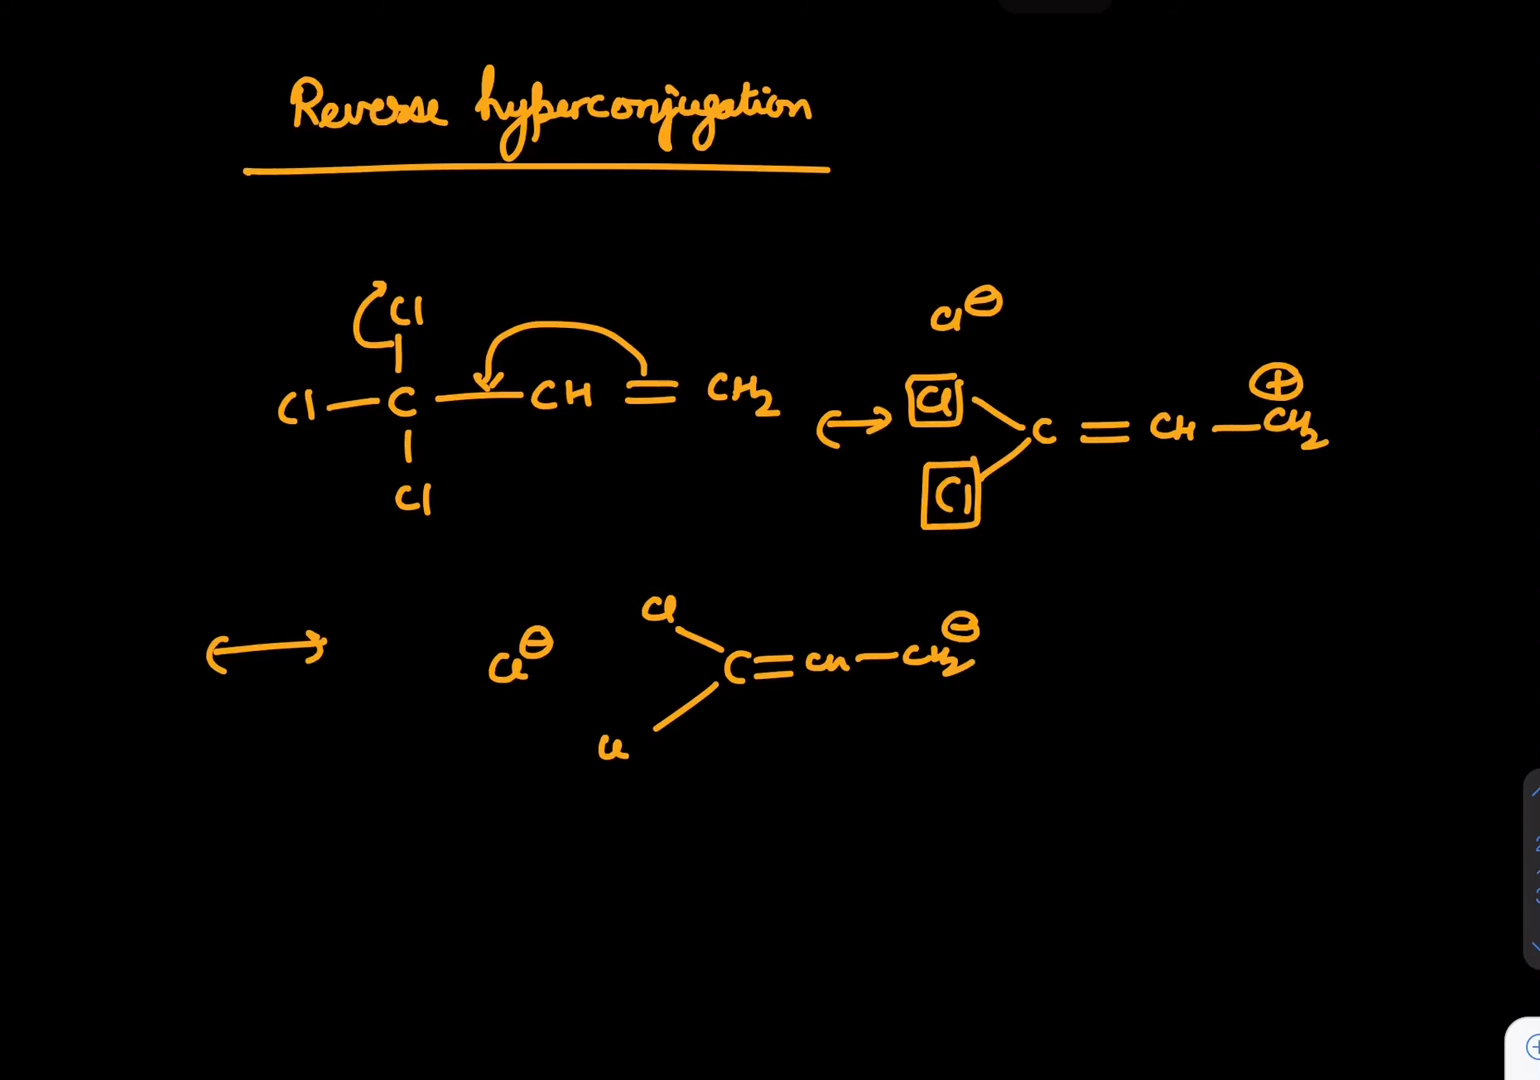 Reverse hyperconjugation
Cl
Cl — C — CH = CH2
Cl
↔
Cl⊖
Cl
Cl
C = CH — CH2 ⊕
↔ Cl⊖
Cl
Cl
C = CH — CH2 ⊖